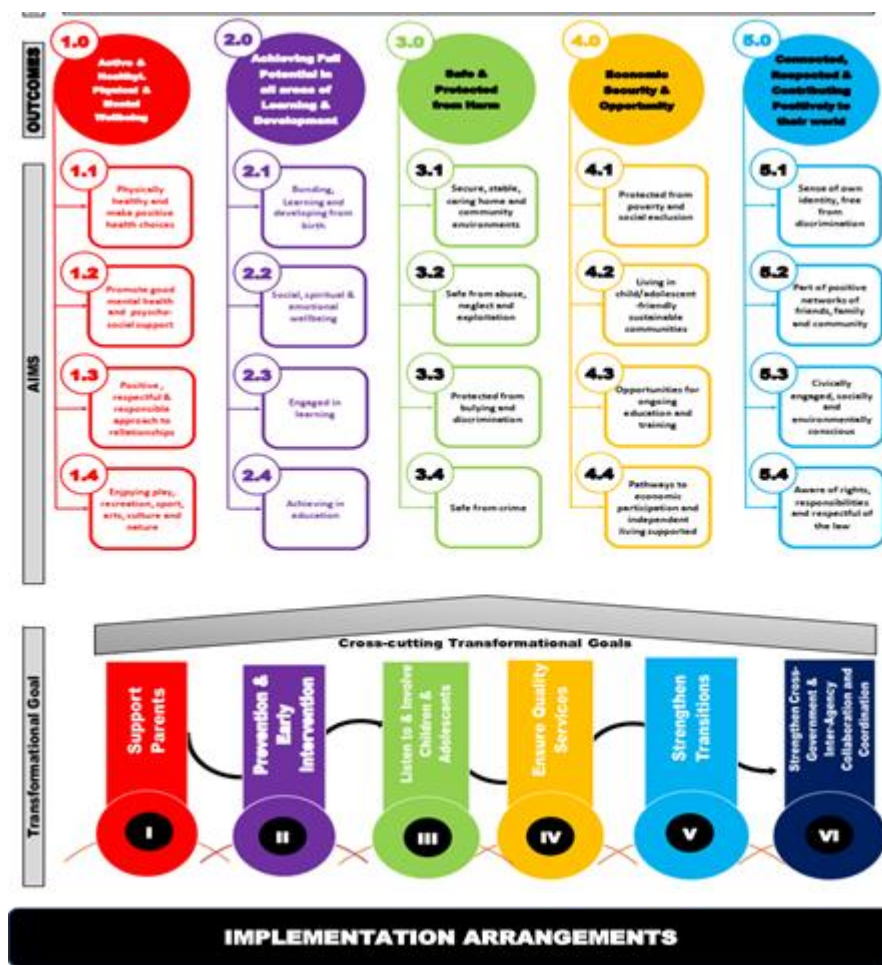 OUTCOMES
1.0
Active &
Healthy,
Physical &
Mental
Wellbeing
2.0
Achieving Full
Potential in
all areas of
Learning &
Development
3.0
Safe &
Protected
from Harm
4.0
Economic
Security &
Opportunity
5.0
Connected,
Respected &
Contributing
Positively to
their world
AIMS
1.1
Physically
healthy and
make positive
health choices
2.1
Bonding,
Learning and
developing from
birth
3.1
Secure, stable,
caring home and
community
environments
4.1
Protected from
poverty and
social exclusion
5.1
Sense of own
identity, free
from
discrimination
1.2
Promote good
mental health
and psycho-
social support
2.2
Social, spiritual &
emotional
wellbeing
3.2
Safe from abuse,
neglect and
exploitation
4.2
Living in
child/adolescent
-friendly
sustainable
communities
5.2
Part of positive
networks of
friends, family
and community
1.3
Positive,
respectful &
responsible
approach to
relationships
2.3
Engaged in
learning
3.3
Protected from
bullying and
discrimination
4.3
Opportunities for
ongoing
education and
training
5.3
Civically
engaged, socially
and
environmentally
conscious
1.4
Enjoying play,
recreation, sport,
arts, culture and
nature
2.4
Achieving in
education
3.4
Safe from crime
4.4
Pathways to
economic
participation and
independent
living supported
5.4
Aware of rights,
responsibilities
and respectful of
the law
Transformational Goal
Cross-cutting Transformational Goals
Support
Parents
I
Prevention &
Early
Intervention
II
Listen to & Involve
Children &
Adolescants
III
Ensure Quality
Services
IV
Strengthen
Transitions
V
Strengthen Cross-
Government &
Inter-Agency
Collaboration and
Coordination
VI
IMPLEMENTATION ARRANGEMENTS